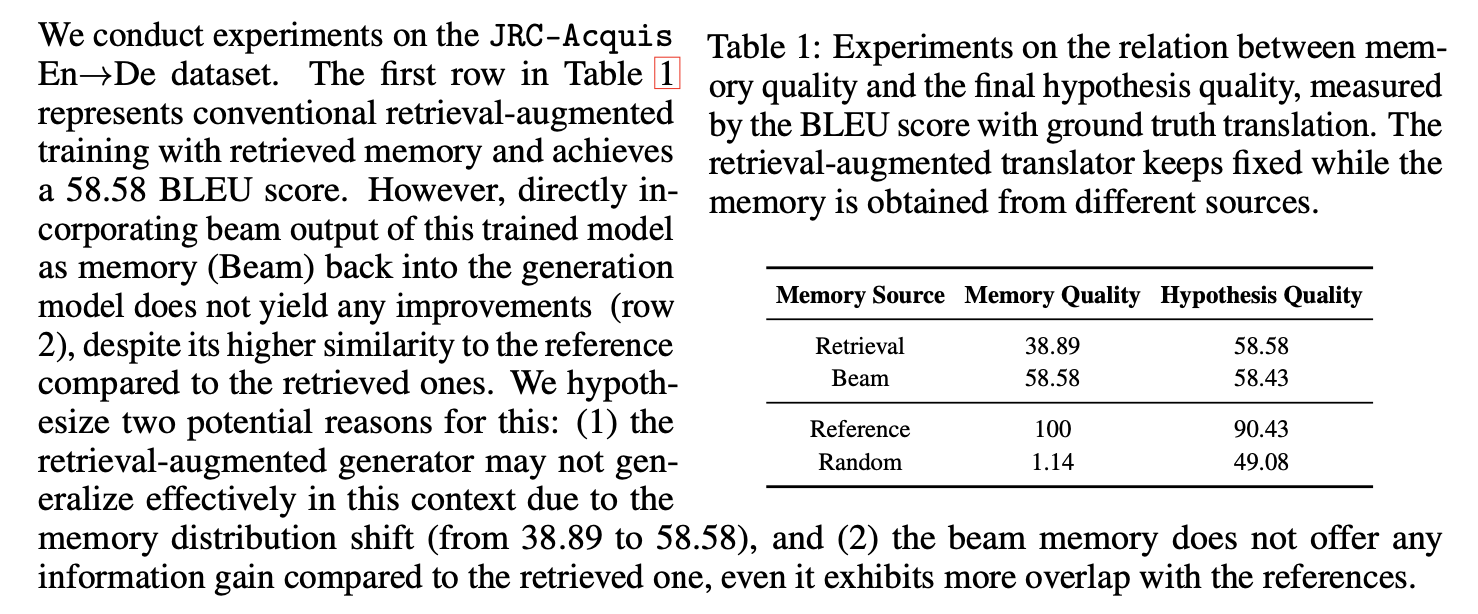 We conduct experiments on the JRC-Acquis
En→De dataset. The first row in Table 1
represents conventional retrieval-augmented
training with retrieved memory and achieves
a 58.58 BLEU score. However, directly in-
corporating beam output of this trained model
as memory (Beam) back into the generation
model does not yield any improvements (row
2), despite its higher similarity to the reference
compared to the retrieved ones. We hypoth-
esize two potential reasons for this: (1) the
retrieval-augmented generator may not gen-
eralize effectively in this context due to the
memory distribution shift (from 38.89 to 58.58), and (2) the beam memory does not offer any
information gain compared to the retrieved one, even it exhibits more overlap with the references.
Table 1: Experiments on the relation between mem-
ory quality and the final hypothesis quality, measured
by the BLEU score with ground truth translation. The
retrieval-augmented translator keeps fixed while the
memory is obtained from different sources.
Memory Source Memory Quality Hypothesis Quality
Retrieval 38.89 58.58
Beam 58.58 58.43
Reference 100 90.43
Random 1.14 49.08